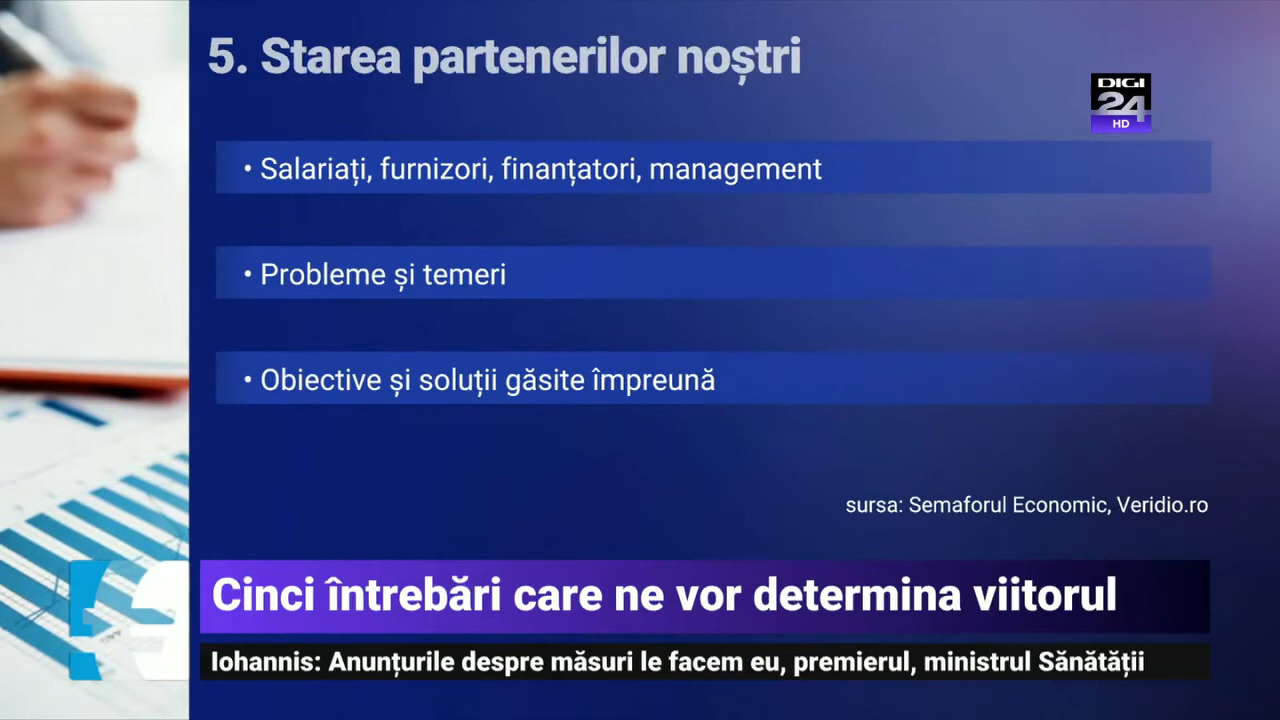 5. Starea partenerilor noștri
DIGI
24
HD
• Salariați, furnizori, finanțatori, management
• Probleme și temeri
• Obiective și soluții găsite împreună
sursa: Semaforul Economic, Veridio.ro
Cinci întrebări care ne vor determina viitorul
Iohannis: Anunțurile despre măsuri le facem eu, premierul, ministrul Sănătății